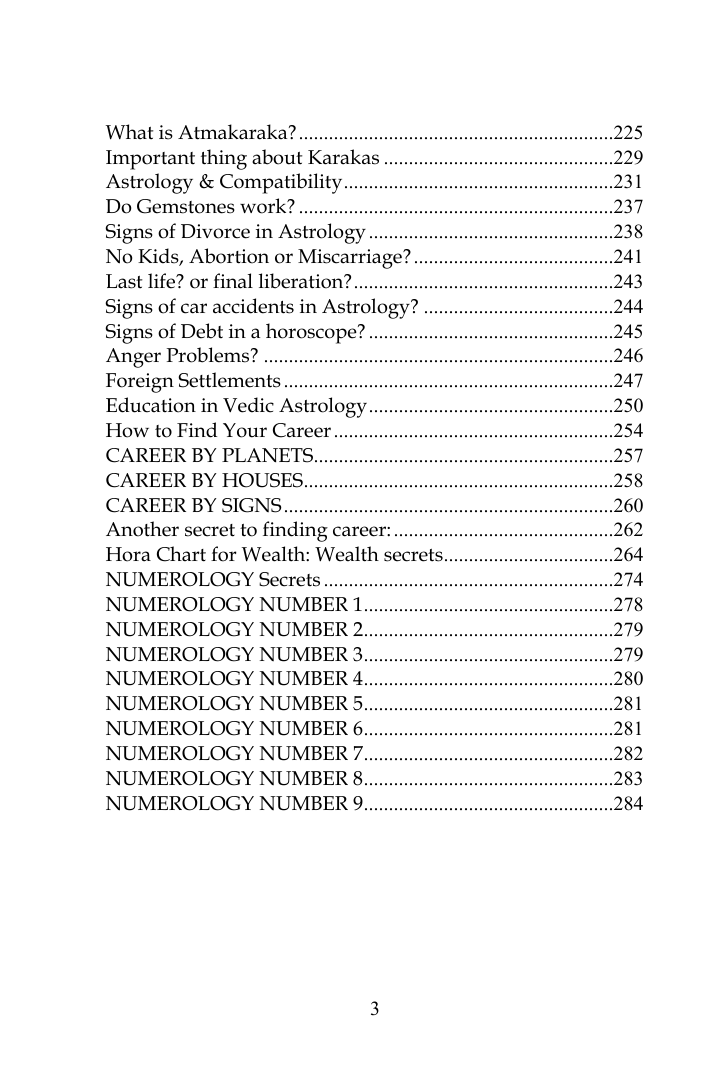 What is Atmakaraka?................................................................225
Important thing about Karakas ..............................................229
Astrology & Compatibility......................................................231
Do Gemstones work? ...............................................................237
Signs of Divorce in Astrology .................................................238
No Kids, Abortion or Miscarriage? ........................................241
Last life? or final liberation?....................................................243
Signs of car accidents in Astrology? ......................................244
Signs of Debt in a horoscope? .................................................245
Anger Problems? ......................................................................246
Foreign Settlements ..................................................................247
Education in Vedic Astrology .................................................250
How to Find Your Career ........................................................254
CAREER BY PLANETS............................................................257
CAREER BY HOUSES..............................................................258
CAREER BY SIGNS ..................................................................260
Another secret to finding career: ............................................262
Hora Chart for Wealth: Wealth secrets..................................264
NUMEROLOGY Secrets ..........................................................274
NUMEROLOGY NUMBER 1..................................................278
NUMEROLOGY NUMBER 2..................................................279
NUMEROLOGY NUMBER 3..................................................279
NUMEROLOGY NUMBER 4..................................................280
NUMEROLOGY NUMBER 5..................................................281
NUMEROLOGY NUMBER 6..................................................281
NUMEROLOGY NUMBER 7..................................................282
NUMEROLOGY NUMBER 8..................................................283
NUMEROLOGY NUMBER 9..................................................284
3